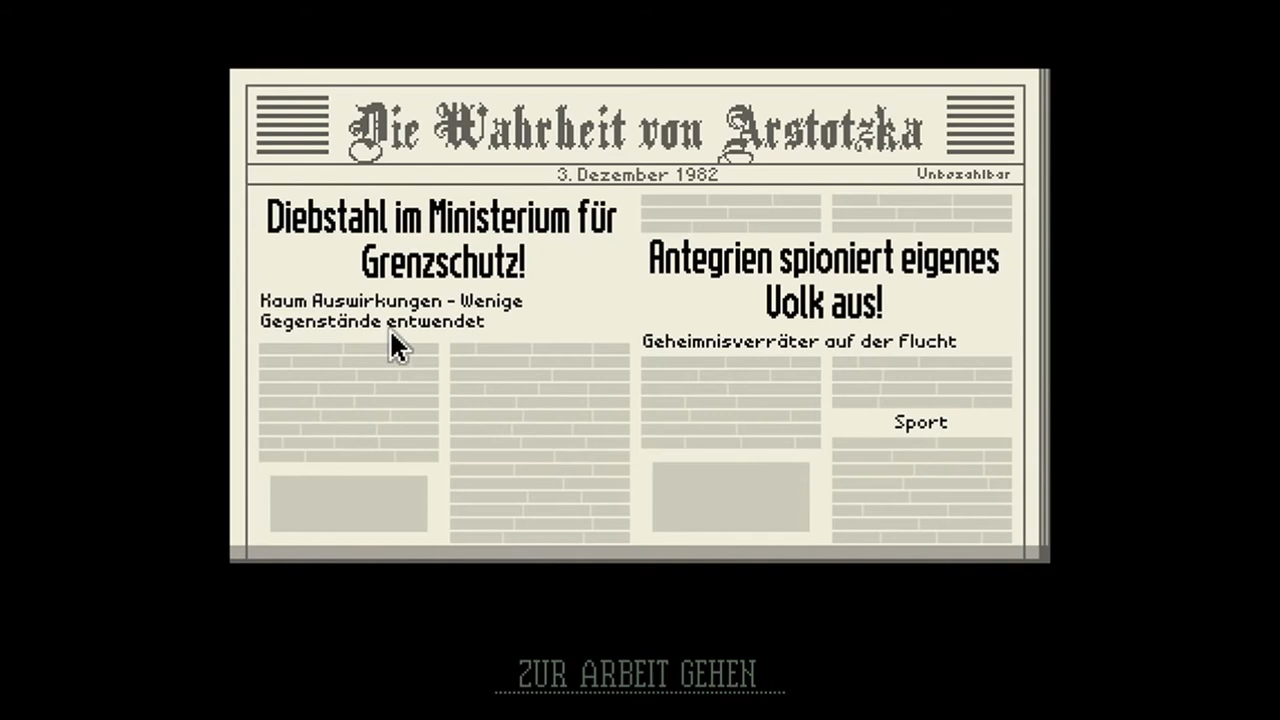 Die Wahrheit von Arstotzka
3. Dezember 1982
Unbezahlbar
Diebstahl im Ministerium für
Grenzschutz!
Kaum Auswirkungen - Wenige
Gegenstände entwendet
Antegrien spioniert eigenes
Volk aus!
Geheimnisverräter auf der Flucht
Sport
ZUR ARBEIT GEHEN